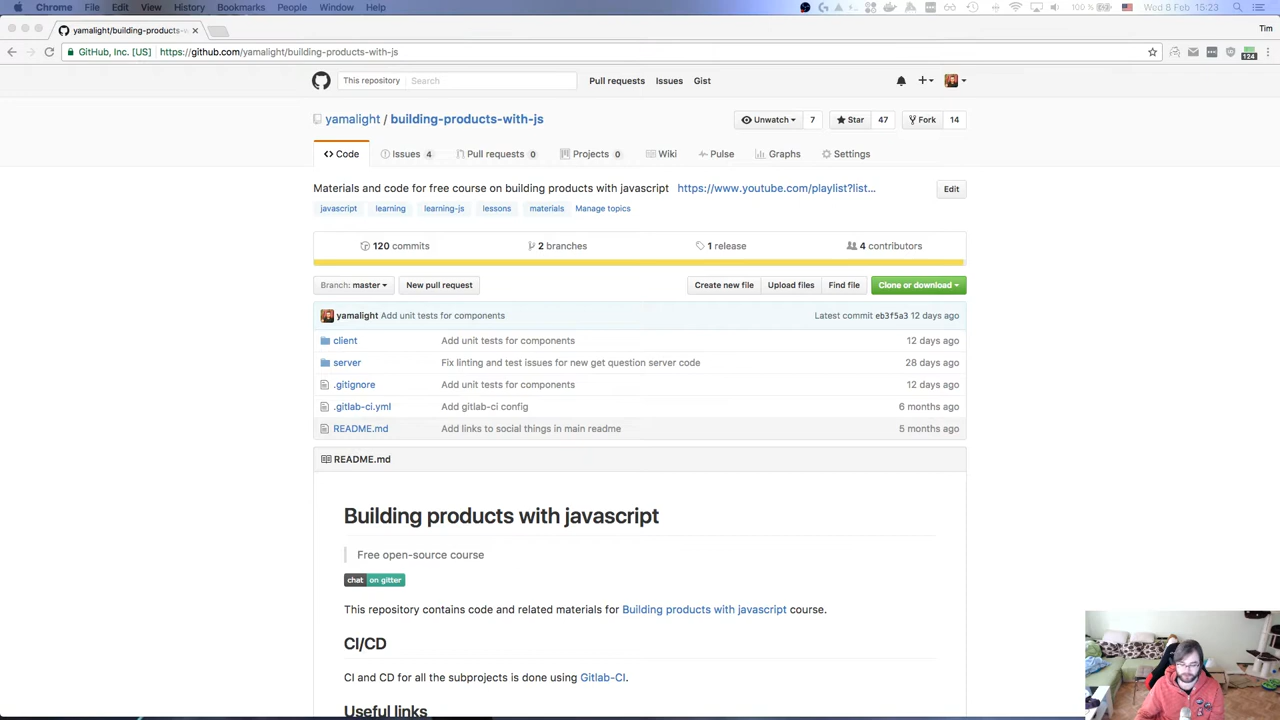 Chrome File Edit View History Bookmarks People Window Help 100 % Wed 8 Feb 15:23
yamalight/building-products-w Tim
GitHub, Inc. [US] https://github.com/yamalight/building-products-with-js 124
This repository Search Pull requests Issues Gist
yamalight / building-products-with-js Unwatch 7 Star 47 Fork 14
Code Issues 4 Pull requests 0 Projects 0 Wiki Pulse Graphs Settings
Materials and code for free course on building products with javascript https://www.youtube.com/playlist?list... Edit
javascript learning learning-js lessons materials Manage topics
120 commits 2 branches 1 release 4 contributors
Branch: master New pull request Create new file Upload files Find file Clone or download
yamalight Add unit tests for components Latest commit eb3f5a3 12 days ago
client Add unit tests for components 12 days ago
server Fix linting and test issues for new get question server code 28 days ago
.gitignore Add unit tests for components 12 days ago
.gitlab-ci.yml Add gitlab-ci config 6 months ago
README.md Add links to social things in main readme 5 months ago
README.md
Building products with javascript
Free open-source course
chat on gitter
This repository contains code and related materials for Building products with javascript course.
CI/CD
CI and CD for all the subprojects is done using Gitlab-CI.
Useful links